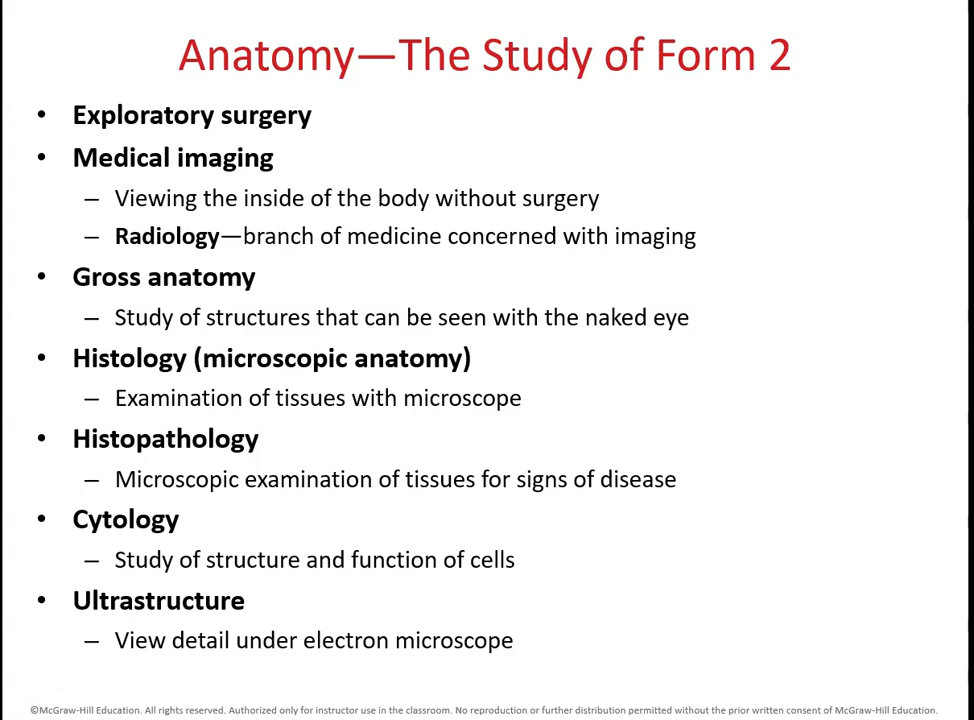 Anatomy—The Study of Form 2
• Exploratory surgery
• Medical imaging
– Viewing the inside of the body without surgery
– Radiology—branch of medicine concerned with imaging
• Gross anatomy
– Study of structures that can be seen with the naked eye
• Histology (microscopic anatomy)
– Examination of tissues with microscope
• Histopathology
– Microscopic examination of tissues for signs of disease
• Cytology
– Study of structure and function of cells
• Ultrastructure
– View detail under electron microscope
©McGraw-Hill Education. All rights reserved. Authorized only for instructor use in the classroom. No reproduction or further distribution permitted without the prior written consent of McGraw-Hill Education.